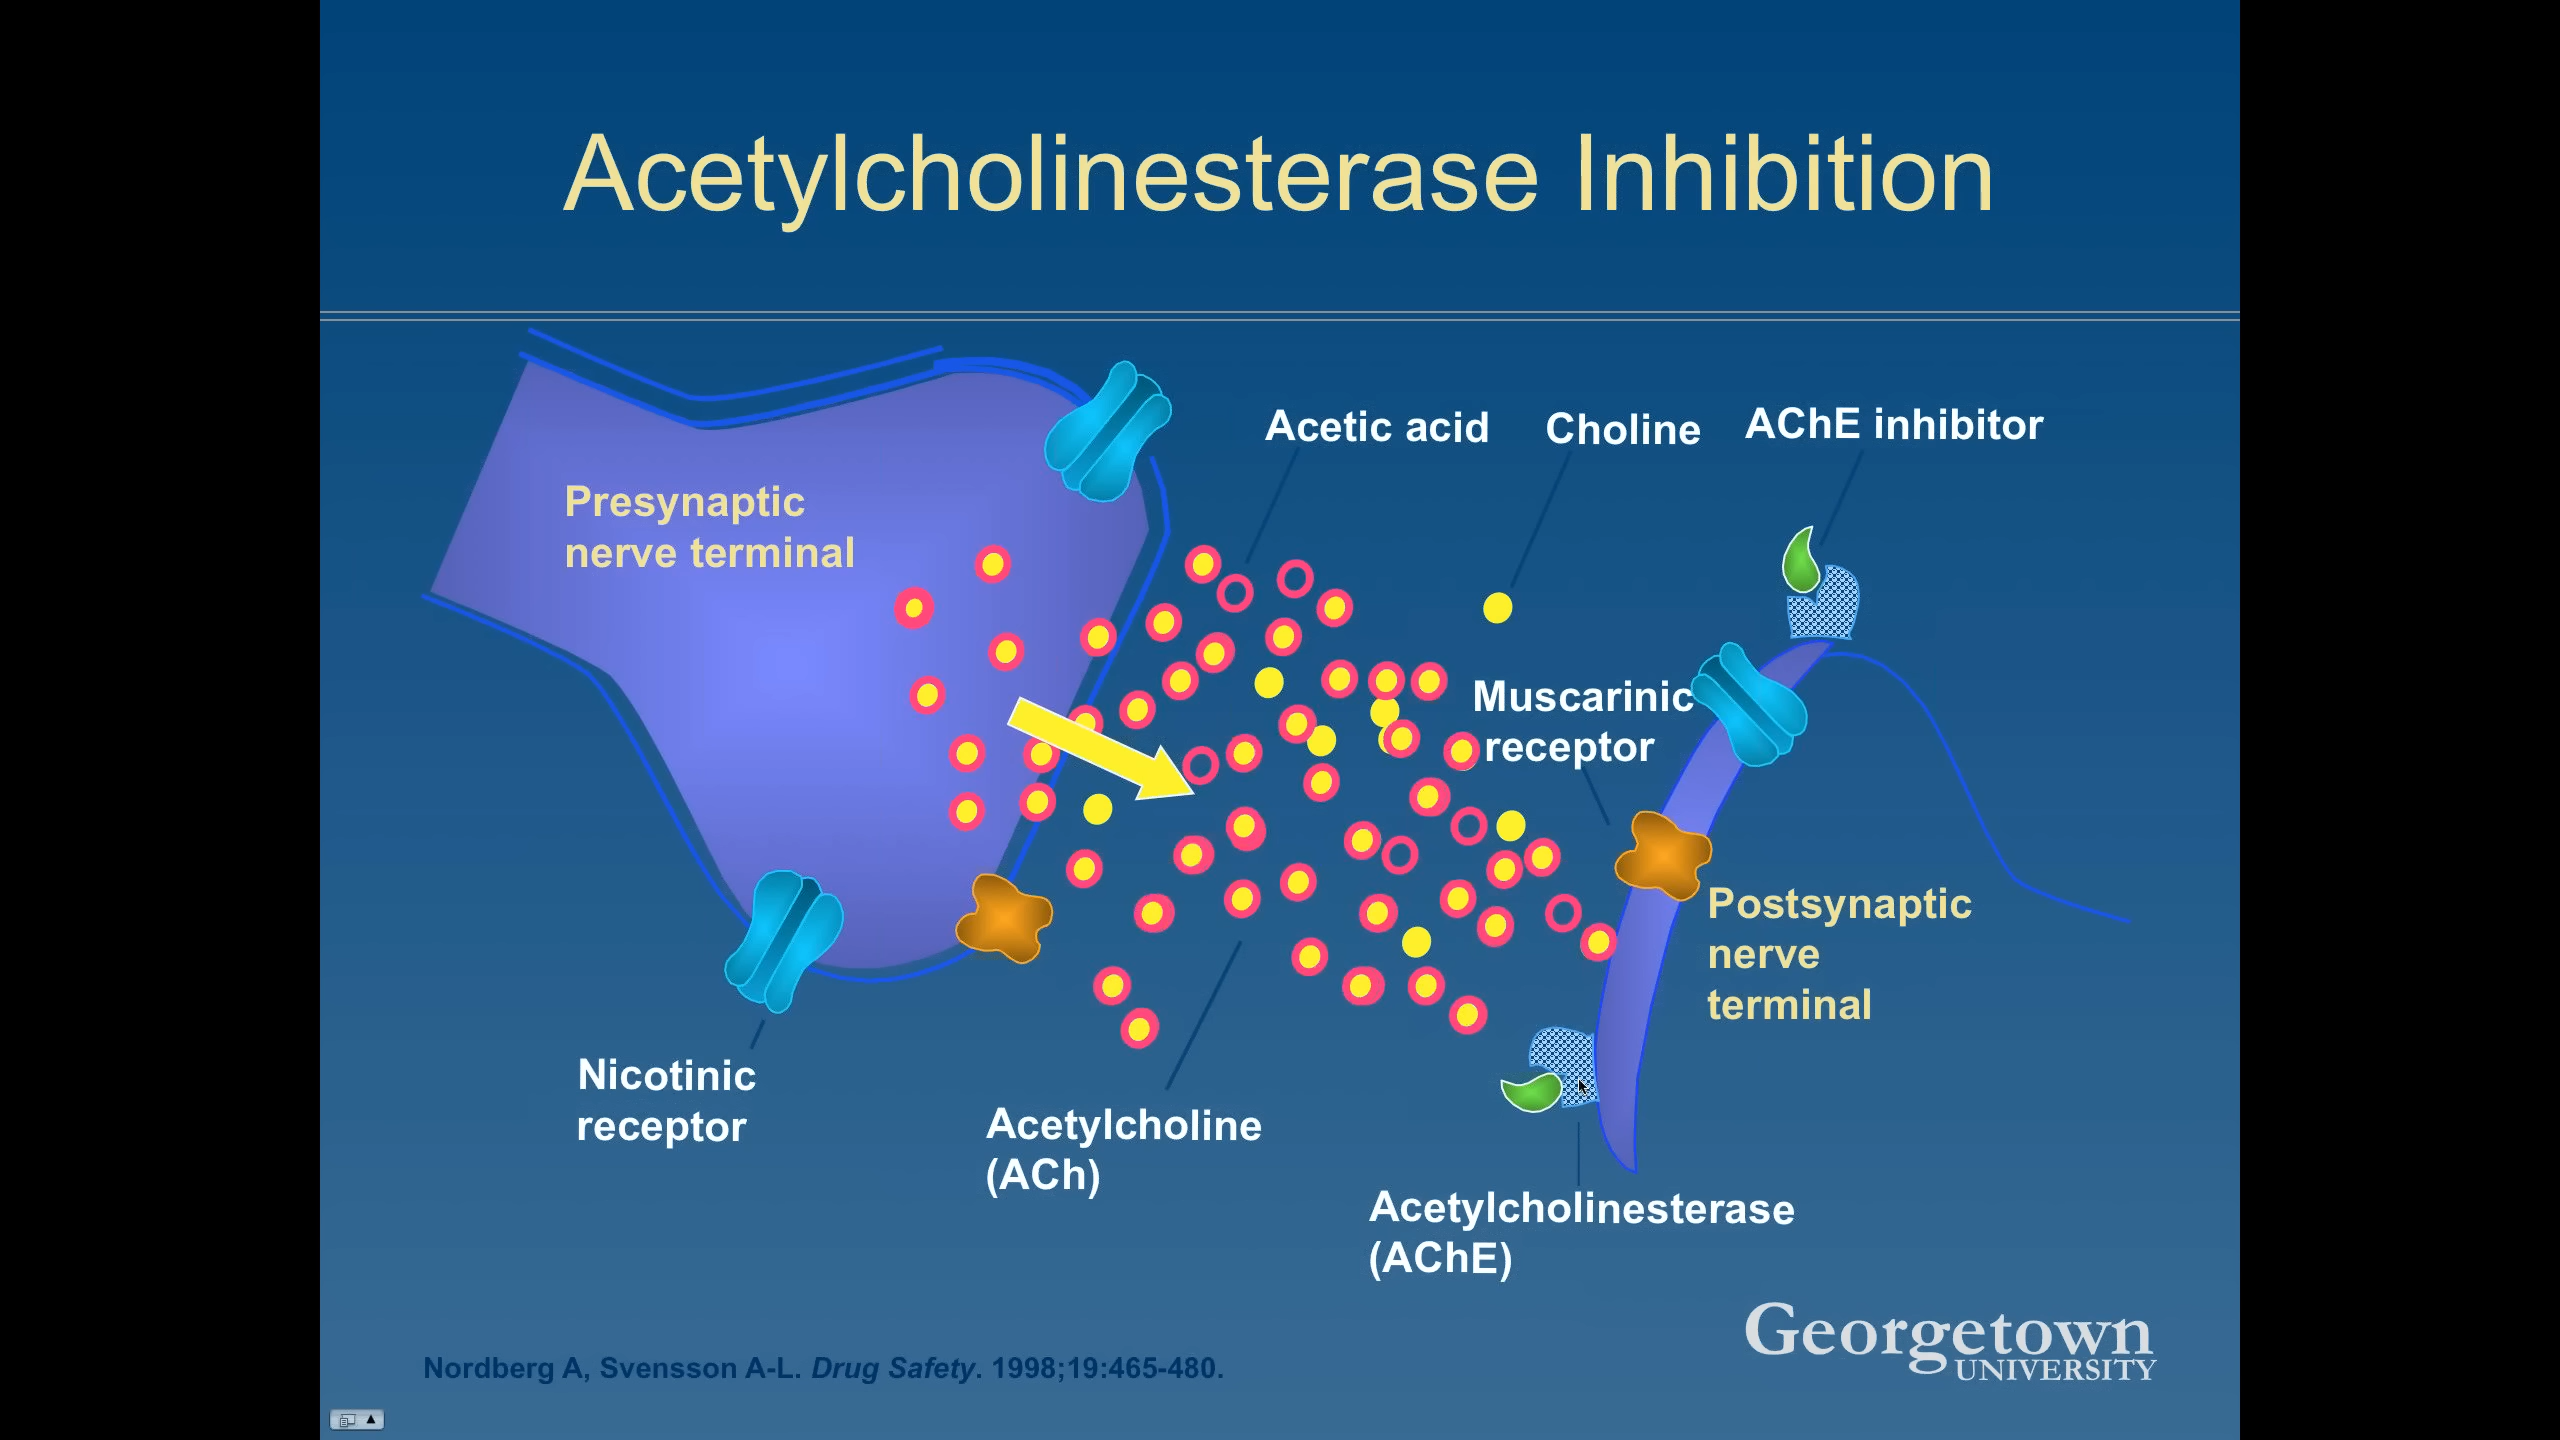 Acetylcholinesterase Inhibition
Acetic acid
Choline
AChE inhibitor
Presynaptic
nerve terminal
Muscarinic
receptor
Postsynaptic
nerve
terminal
Nicotinic
receptor
Acetylcholine
(ACh)
Acetylcholinesterase
(AChE)
Nordberg A, Svensson A-L. Drug Safety. 1998;19:465-480.
Georgetown
UNIVERSITY